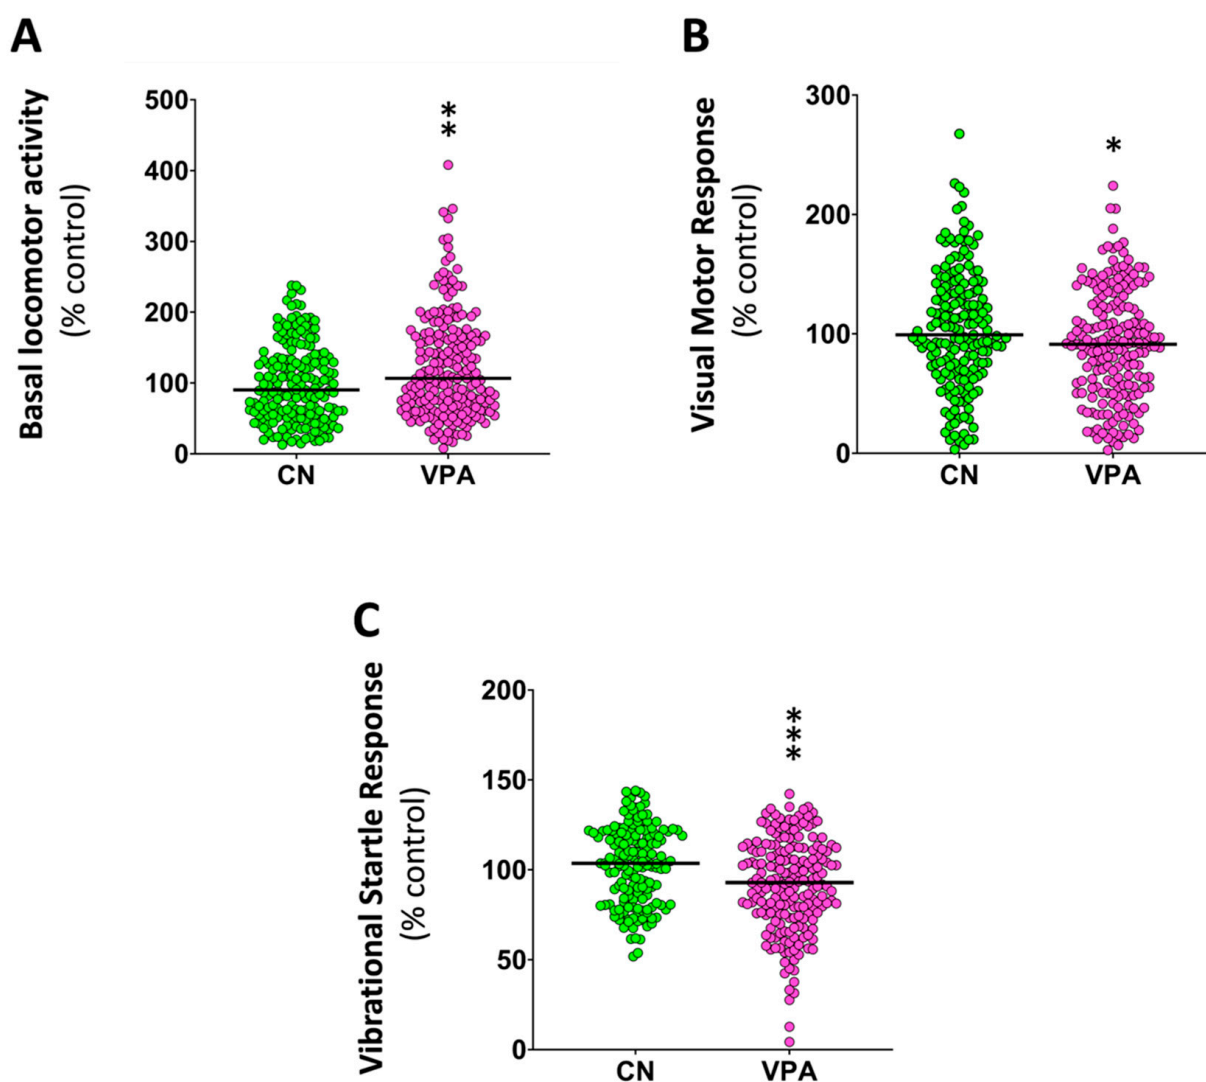 A
Basal locomotor activity
(% control)
500
400
300
200
100
0
**
CN VPA
B
Visual Motor Response
(% control)
300
200
100
0
*
CN VPA
C
Vibrational Startle Response
(% control)
200
150
100
50
0
***
CN VPA